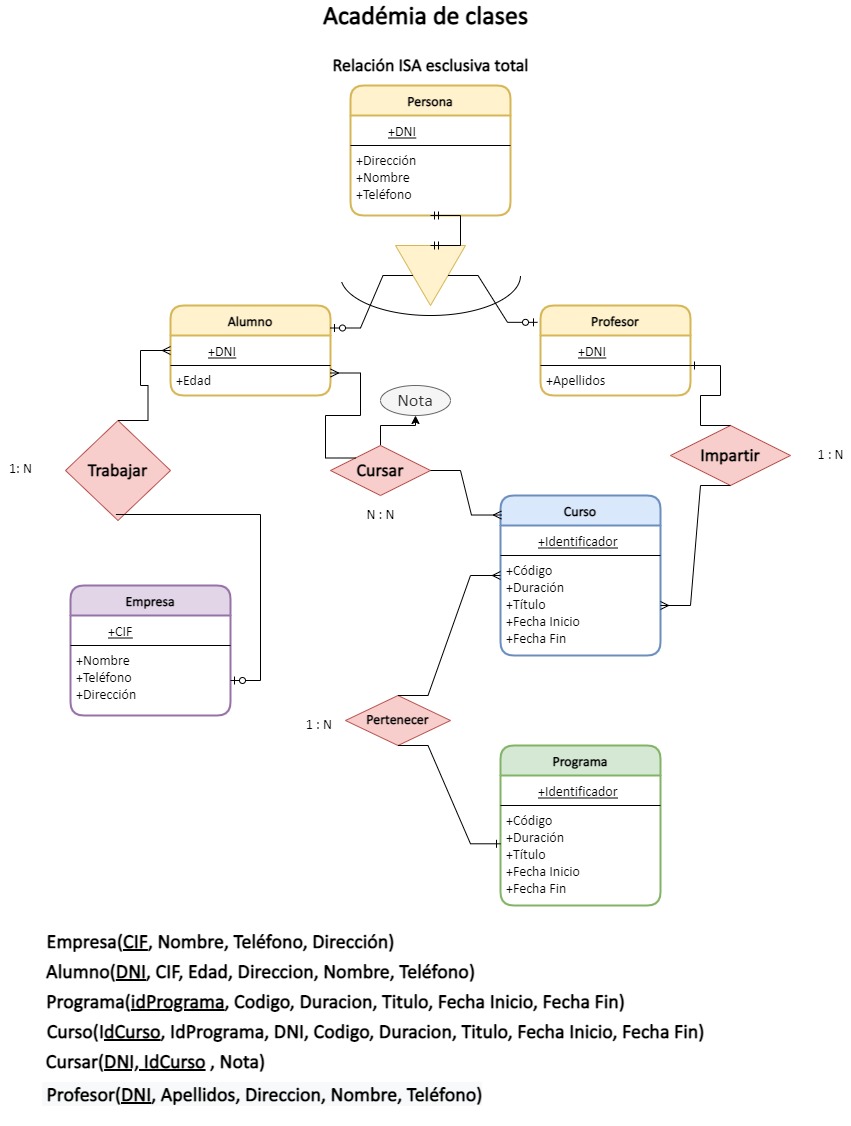 Académia de clases
Relación ISA esclusiva total
Persona
+DNI
+Dirección
+Nombre
+Teléfono
Alumno
+DNI
+Edad
Profesor
+DNI
+Apellidos
Nota
1: N
Trabajar
Cursar
N : N
Impartir
1 : N
Curso
+Identificador
+Código
+Duración
+Título
+Fecha Inicio
+Fecha Fin
Empresa
+CIF
+Nombre
+Teléfono
+Dirección
1 : N
Pertenecer
Programa
+Identificador
+Código
+Duración
+Título
+Fecha Inicio
+Fecha Fin
Empresa(CIF, Nombre, Teléfono, Dirección)
Alumno(DNI, CIF, Edad, Direccion, Nombre, Teléfono)
Programa(idPrograma, Codigo, Duracion, Titulo, Fecha Inicio, Fecha Fin)
Curso(IdCurso, IdPrograma, DNI, Codigo, Duracion, Titulo, Fecha Inicio, Fecha Fin)
Cursar(DNI, IdCurso , Nota)
Profesor(DNI, Apellidos, Direccion, Nombre, Teléfono)